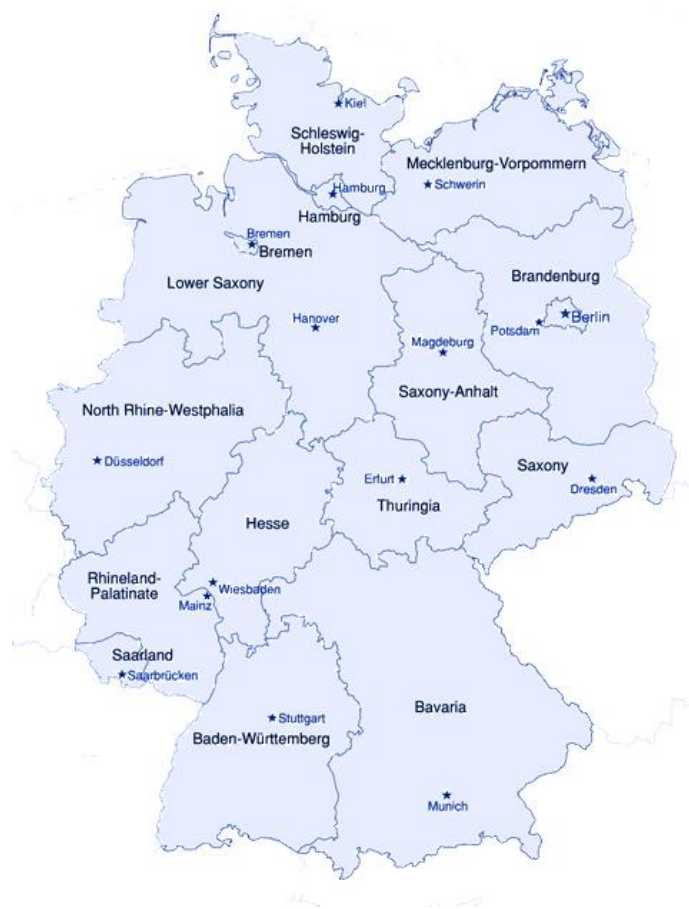 Kiel
Schleswig-
Holstein
Mecklenburg-Vorpommern
Schwerin
Hamburg
Hamburg
Bremen
Bremen
Lower Saxony
Brandenburg
Hanover
Berlin
Potsdam
Magdeburg
Saxony-Anhalt
North Rhine-Westphalia
Düsseldorf
Saxony
Dresden
Erfurt
Thuringia
Hesse
Rhineland-
Palatinate
Wiesbaden
Mainz
Saarland
Saarbrücken
Bavaria
Stuttgart
Baden-Württemberg
Munich